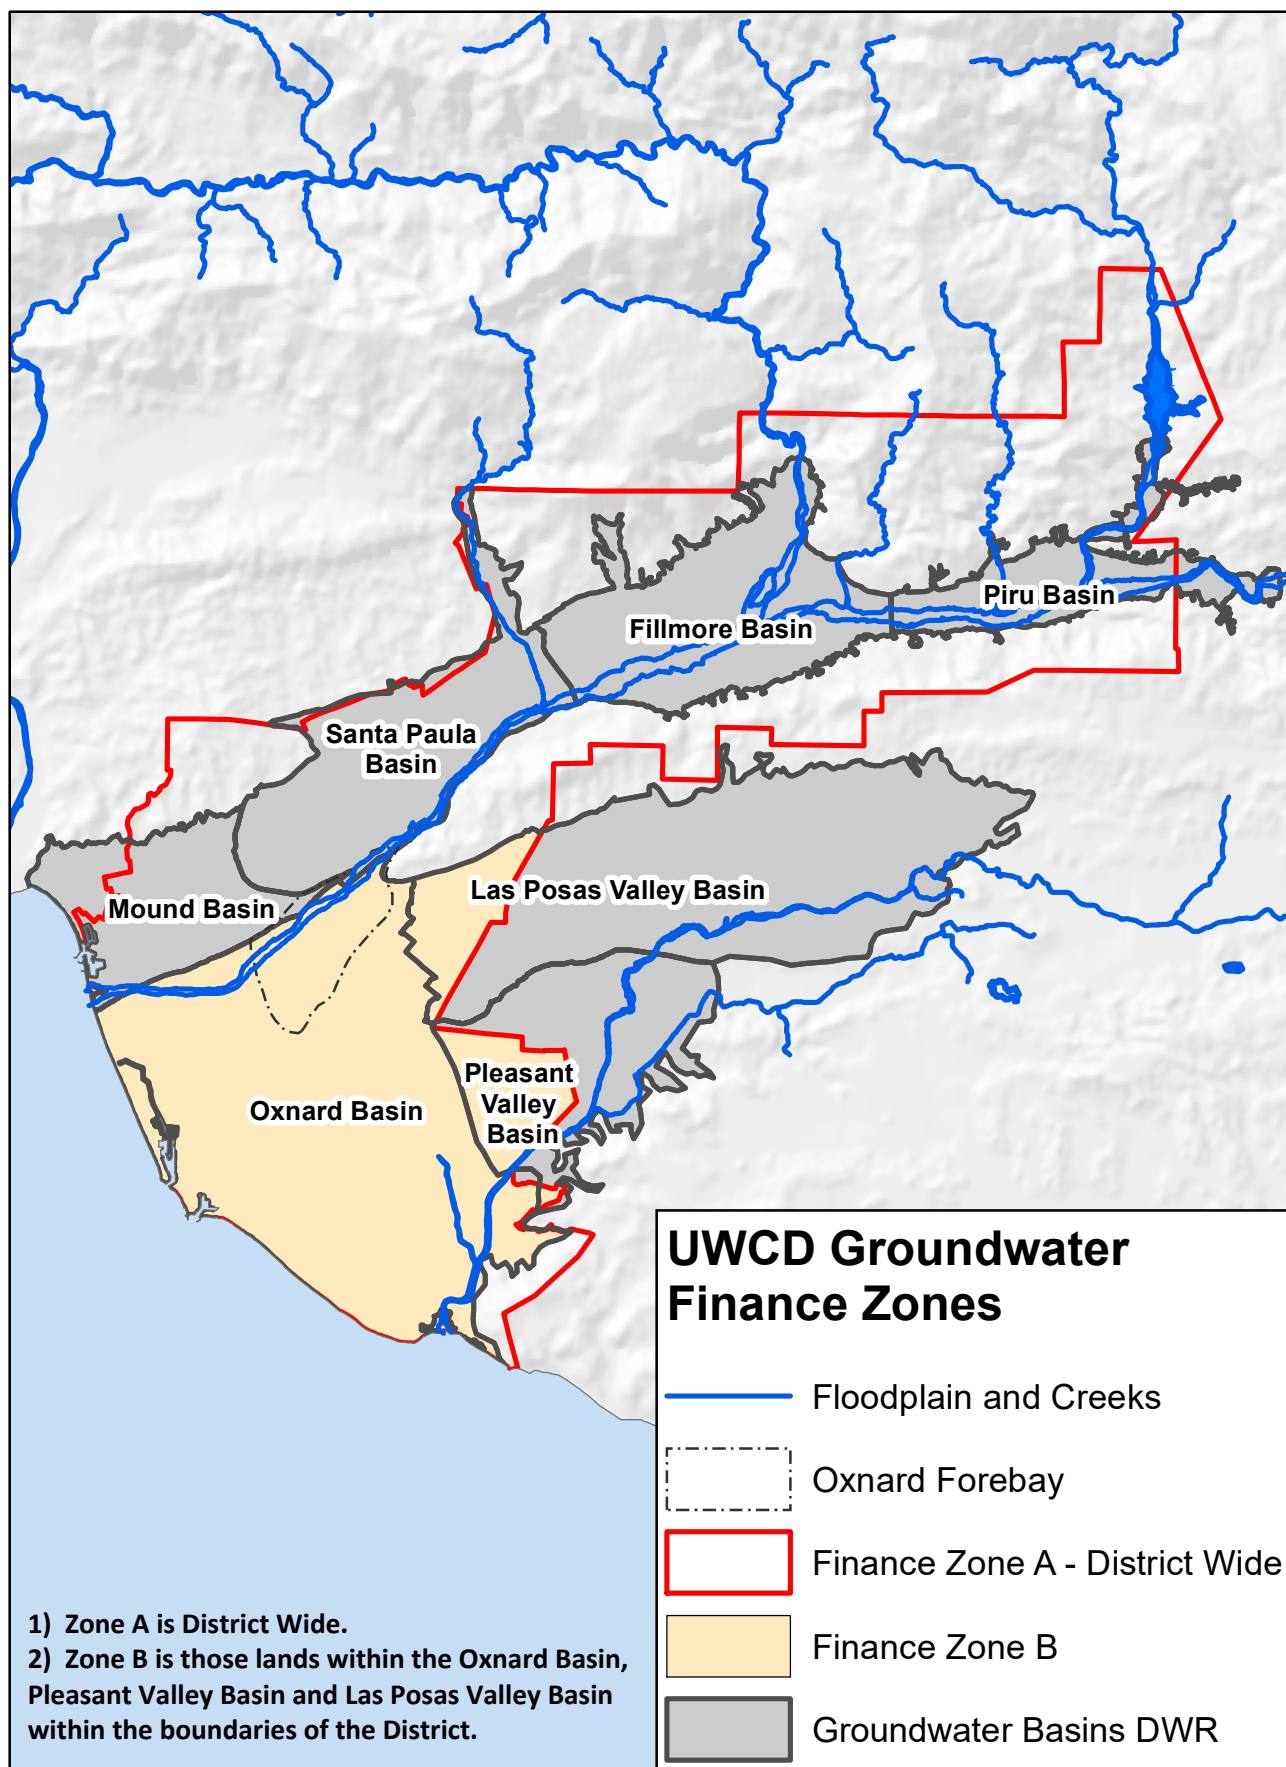 Piru Basin
Fillmore Basin
Santa Paula
Basin
Las Posas Valley Basin
Mound Basin
Pleasant
Valley
Basin
Oxnard Basin
UWCD Groundwater
Finance Zones
Floodplain and Creeks
Oxnard Forebay
Finance Zone A - District Wide
Finance Zone B
Groundwater Basins DWR
1) Zone A is District Wide.
2) Zone B is those lands within the Oxnard Basin,
Pleasant Valley Basin and Las Posas Valley Basin
within the boundaries of the District.